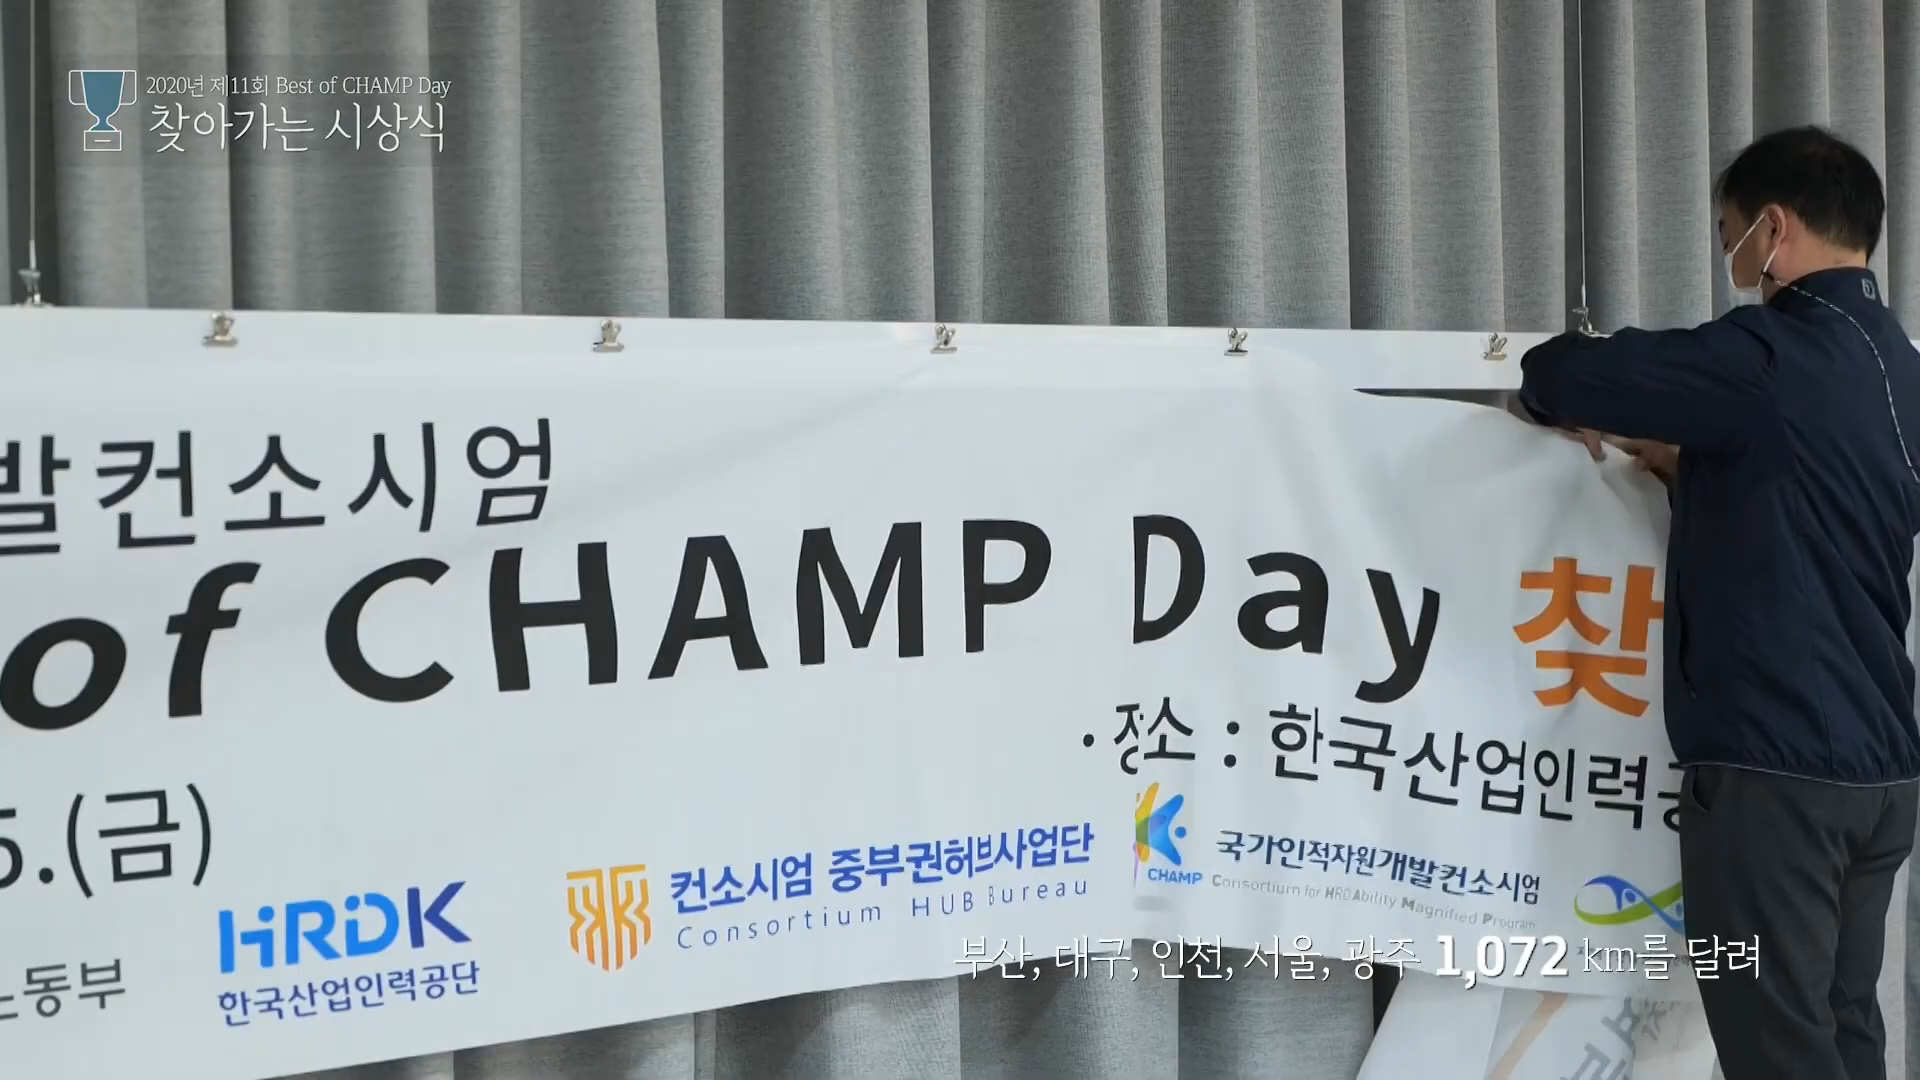 2020년 제11회 Best of CHAMP Day
찾아가는 시상식
발컨소시엄
of CHAMP Day 찾
· 장소 : 한국산업인력
5.(금)
동부
HRDK
한국산업인력공단
컨소시엄 중부권허브사업단
Consortium HUB Bureau
CHAMP
국가인적자원개발컨소시엄
Consortium for HRD Ability Magnified Program
부산, 대구, 인천, 서울, 광주 1,072 km를 달려